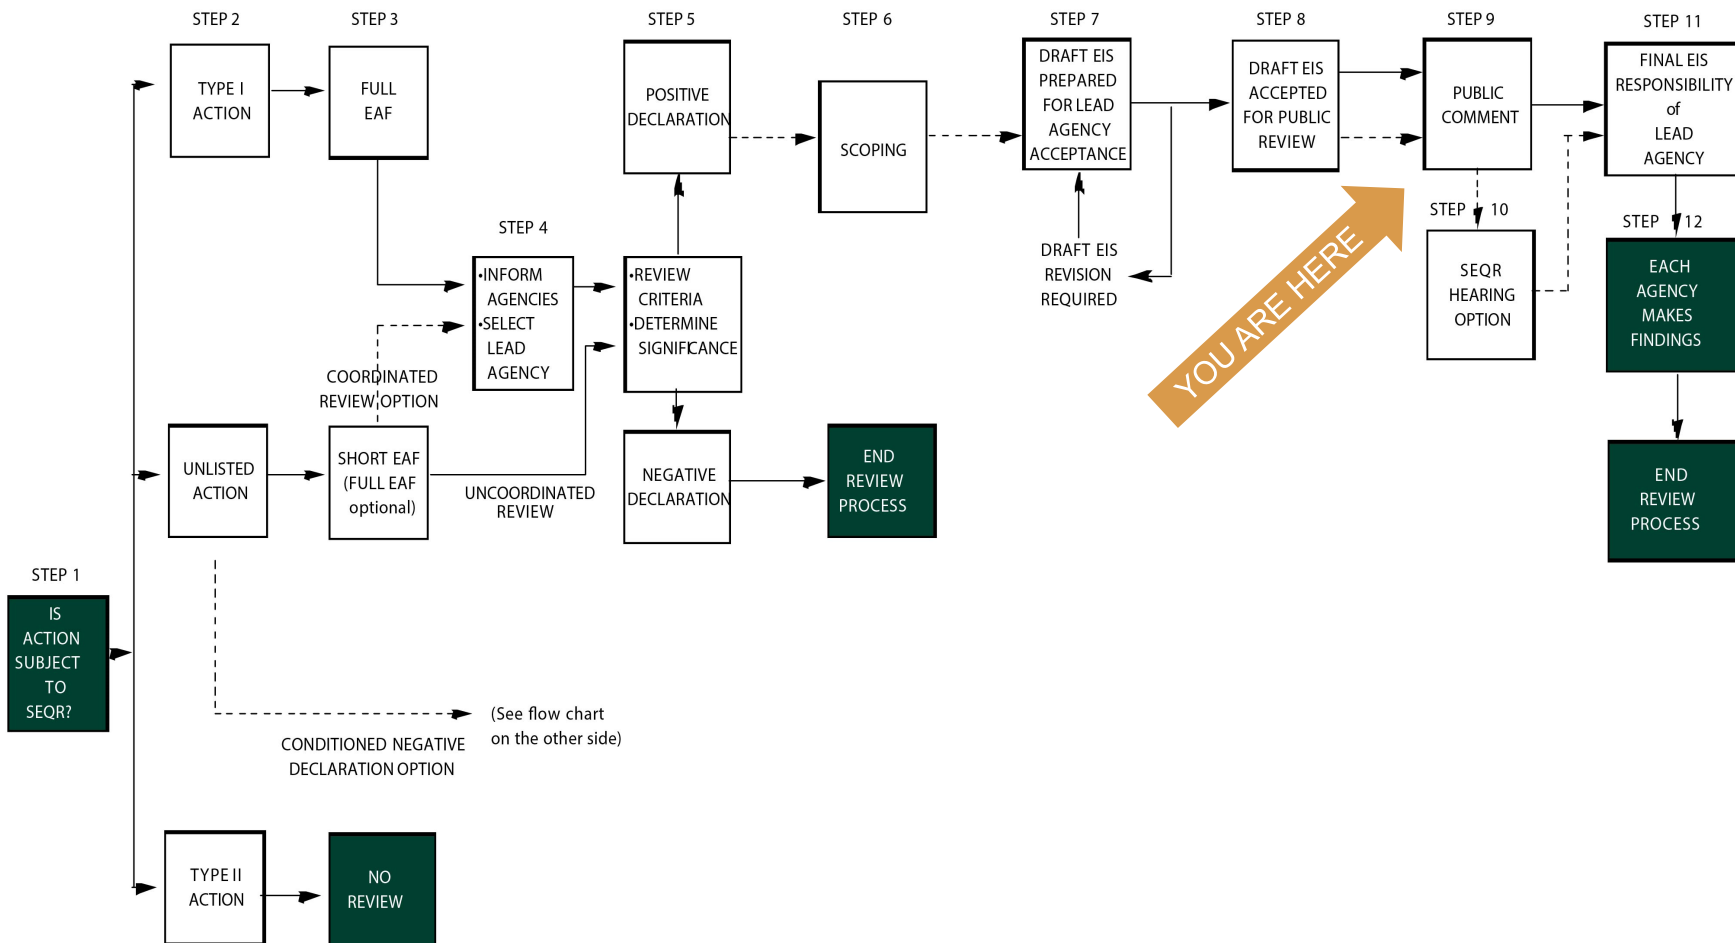 STEP 2
STEP 3
STEP 5
STEP 6
STEP 7
STEP 8
STEP 9
STEP 11
TYPE I
ACTION
FULL
EAF
POSITIVE
DECLARATION
SCOPING
DRAFT EIS
PREPARED
FOR LEAD
AGENCY
ACCEPTANCE
DRAFT EIS
ACCEPTED
FOR PUBLIC
REVIEW
PUBLIC
COMMENT
FINAL EIS
RESPONSIBILITY
of
LEAD
AGENCY
STEP 4
•INFORM
AGENCIES
•SELECT
LEAD
AGENCY
•REVIEW
CRITERIA
•DETERMINE
SIGNIFICANCE
DRAFT EIS
REVISION
REQUIRED
YOU ARE HERE
STEP 10
SEQR
HEARING
OPTION
STEP 12
EACH
AGENCY
MAKES
FINDINGS
COORDINATED
REVIEW OPTION
UNLISTED
ACTION
SHORT EAF
(FULL EAF
optional)
UNCOORDINATED
REVIEW
NEGATIVE
DECLARATION
END
REVIEW
PROCESS
END
REVIEW
PROCESS
STEP 1
IS
ACTION
SUBJECT
TO
SEQR?
(See flow chart
on the other side)
CONDITIONED NEGATIVE
DECLARATION OPTION
TYPE II
ACTION
NO
REVIEW